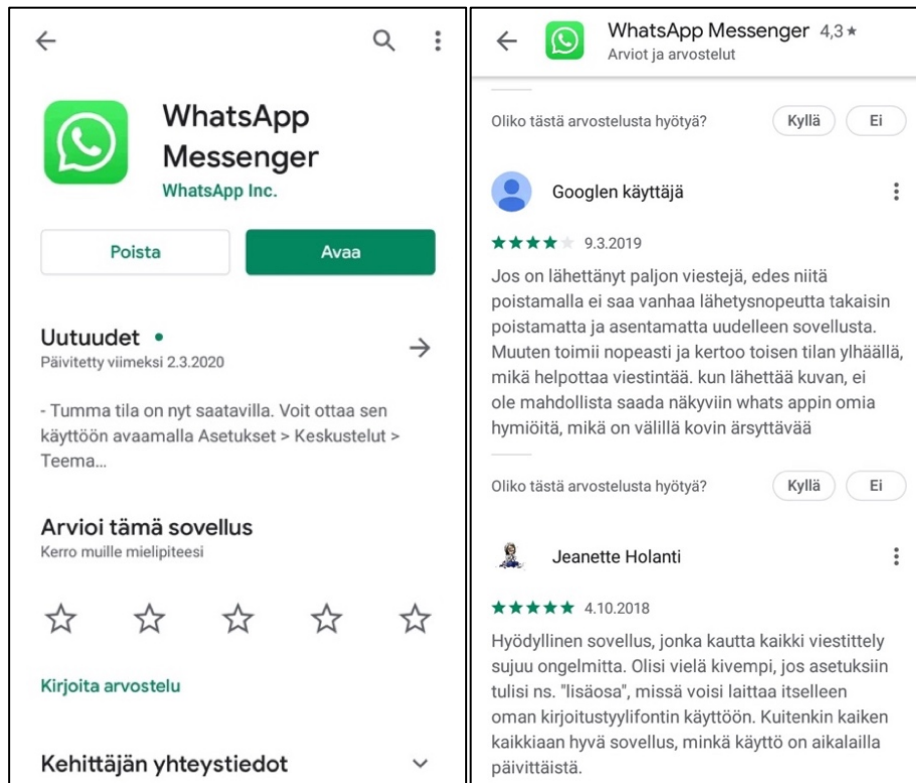 WhatsApp
Messenger
WhatsApp Inc.
Poista
Avaa
Uutuudet
Päivitetty viimeksi 2.3.2020
- Tumma tila on nyt saatavilla. Voit ottaa sen
käyttöön avaamalla Asetukset > Keskustelut >
Teema...
Arvioi tämä sovellus
Kerro muille mielipiteesi
Kirjoita arvostelu
Kehittäjän yhteystiedot
WhatsApp Messenger 4,3 ★
Arviot ja arvostelut
Oliko tästä arvostelusta hyötyä? Kyllä Ei
Googlen käyttäjä
9.3.2019
Jos on lähettänyt paljon viestejä, edes niitä
poistamalla ei saa vanhaa lähetysnopeutta takaisin
poistamatta ja asentamatta uudelleen sovellusta.
Muuten toimii nopeasti ja kertoo toisen tilan ylhäällä,
mikä helpottaa viestintää. kun lähettää kuvan, ei
ole mahdollista saada näkyviin whats appin omia
hymiöitä, mikä on välillä kovin ärsyttävää
Oliko tästä arvostelusta hyötyä? Kyllä Ei
Jeanette Holanti
4.10.2018
Hyödyllinen sovellus, jonka kautta kaikki viestittely
sujuu ongelmitta. Olisi vielä kivempi, jos asetuksiin
tulisi ns. "lisäosa", missä voisi laittaa itselleen
oman kirjoitustyylifontin käyttöön. Kuitenkin kaiken
kaikkiaan hyvä sovellus, minkä käyttö on aikalailla
päivittäistä.